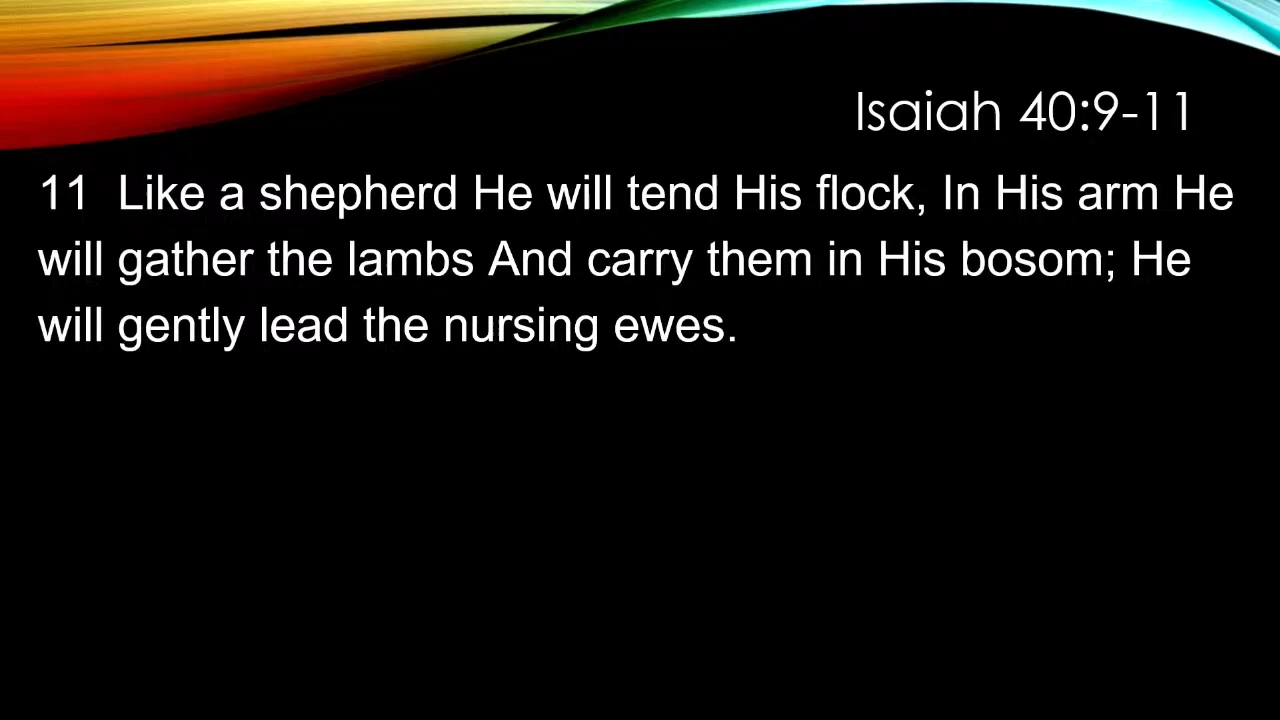 Isaiah 40:9-11
11 Like a shepherd He will tend His flock, In His arm He
will gather the lambs And carry them in His bosom; He
will gently lead the nursing ewes.